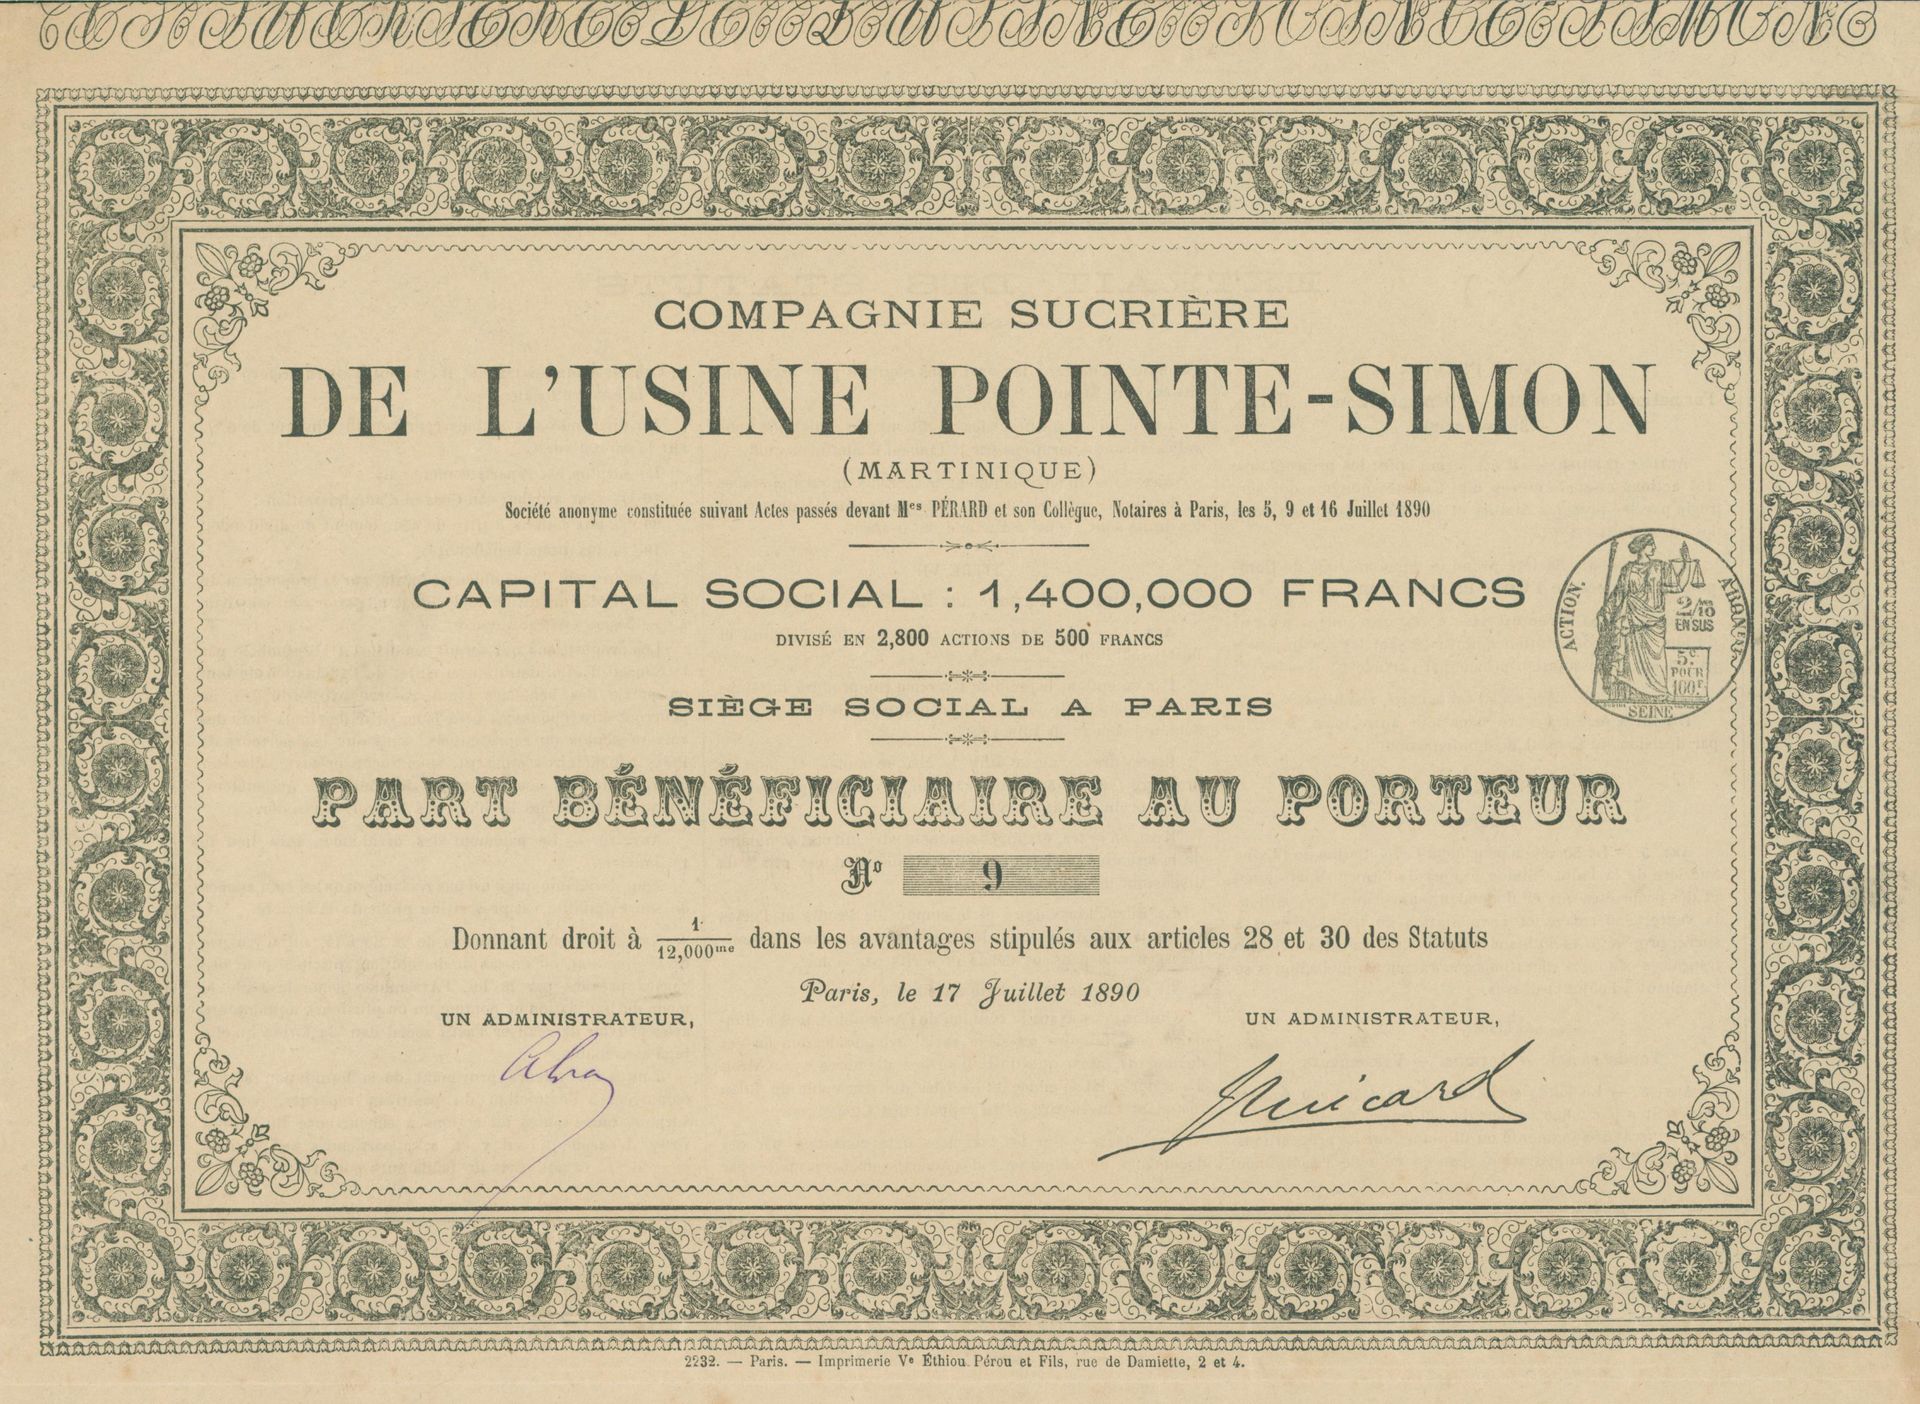 COMPAGNIE SUCRIÈRE
DE L'USINE POINTE-SIMON
(MARTINIQUE)
Société anonyme constituée suivant Actes passés devant Mes PÉRARD et son Collègue, Notaires à Paris, les 5, 9 et 16 Juillet 1890
CAPITAL SOCIAL : 1,400,000 FRANCS
DIVISÉ EN 2,800 ACTIONS DE 500 FRANCS
ACTION. ABONEMT
2/10 EN SUS
5c. POUR 100F.
SEINE
SIÈGE SOCIAL A PARIS
PART BÉNÉFICIAIRE AU PORTEUR
No 9
Donnant droit à 1/12,000me dans les avantages stipulés aux articles 28 et 30 des Statuts
Paris, le 17 Juillet 1890
UN ADMINISTRATEUR, UN ADMINISTRATEUR,
2232. — Paris. — Imprimerie Ve Éthiou Pérou et Fils, rue de Damiette, 2 et 4.